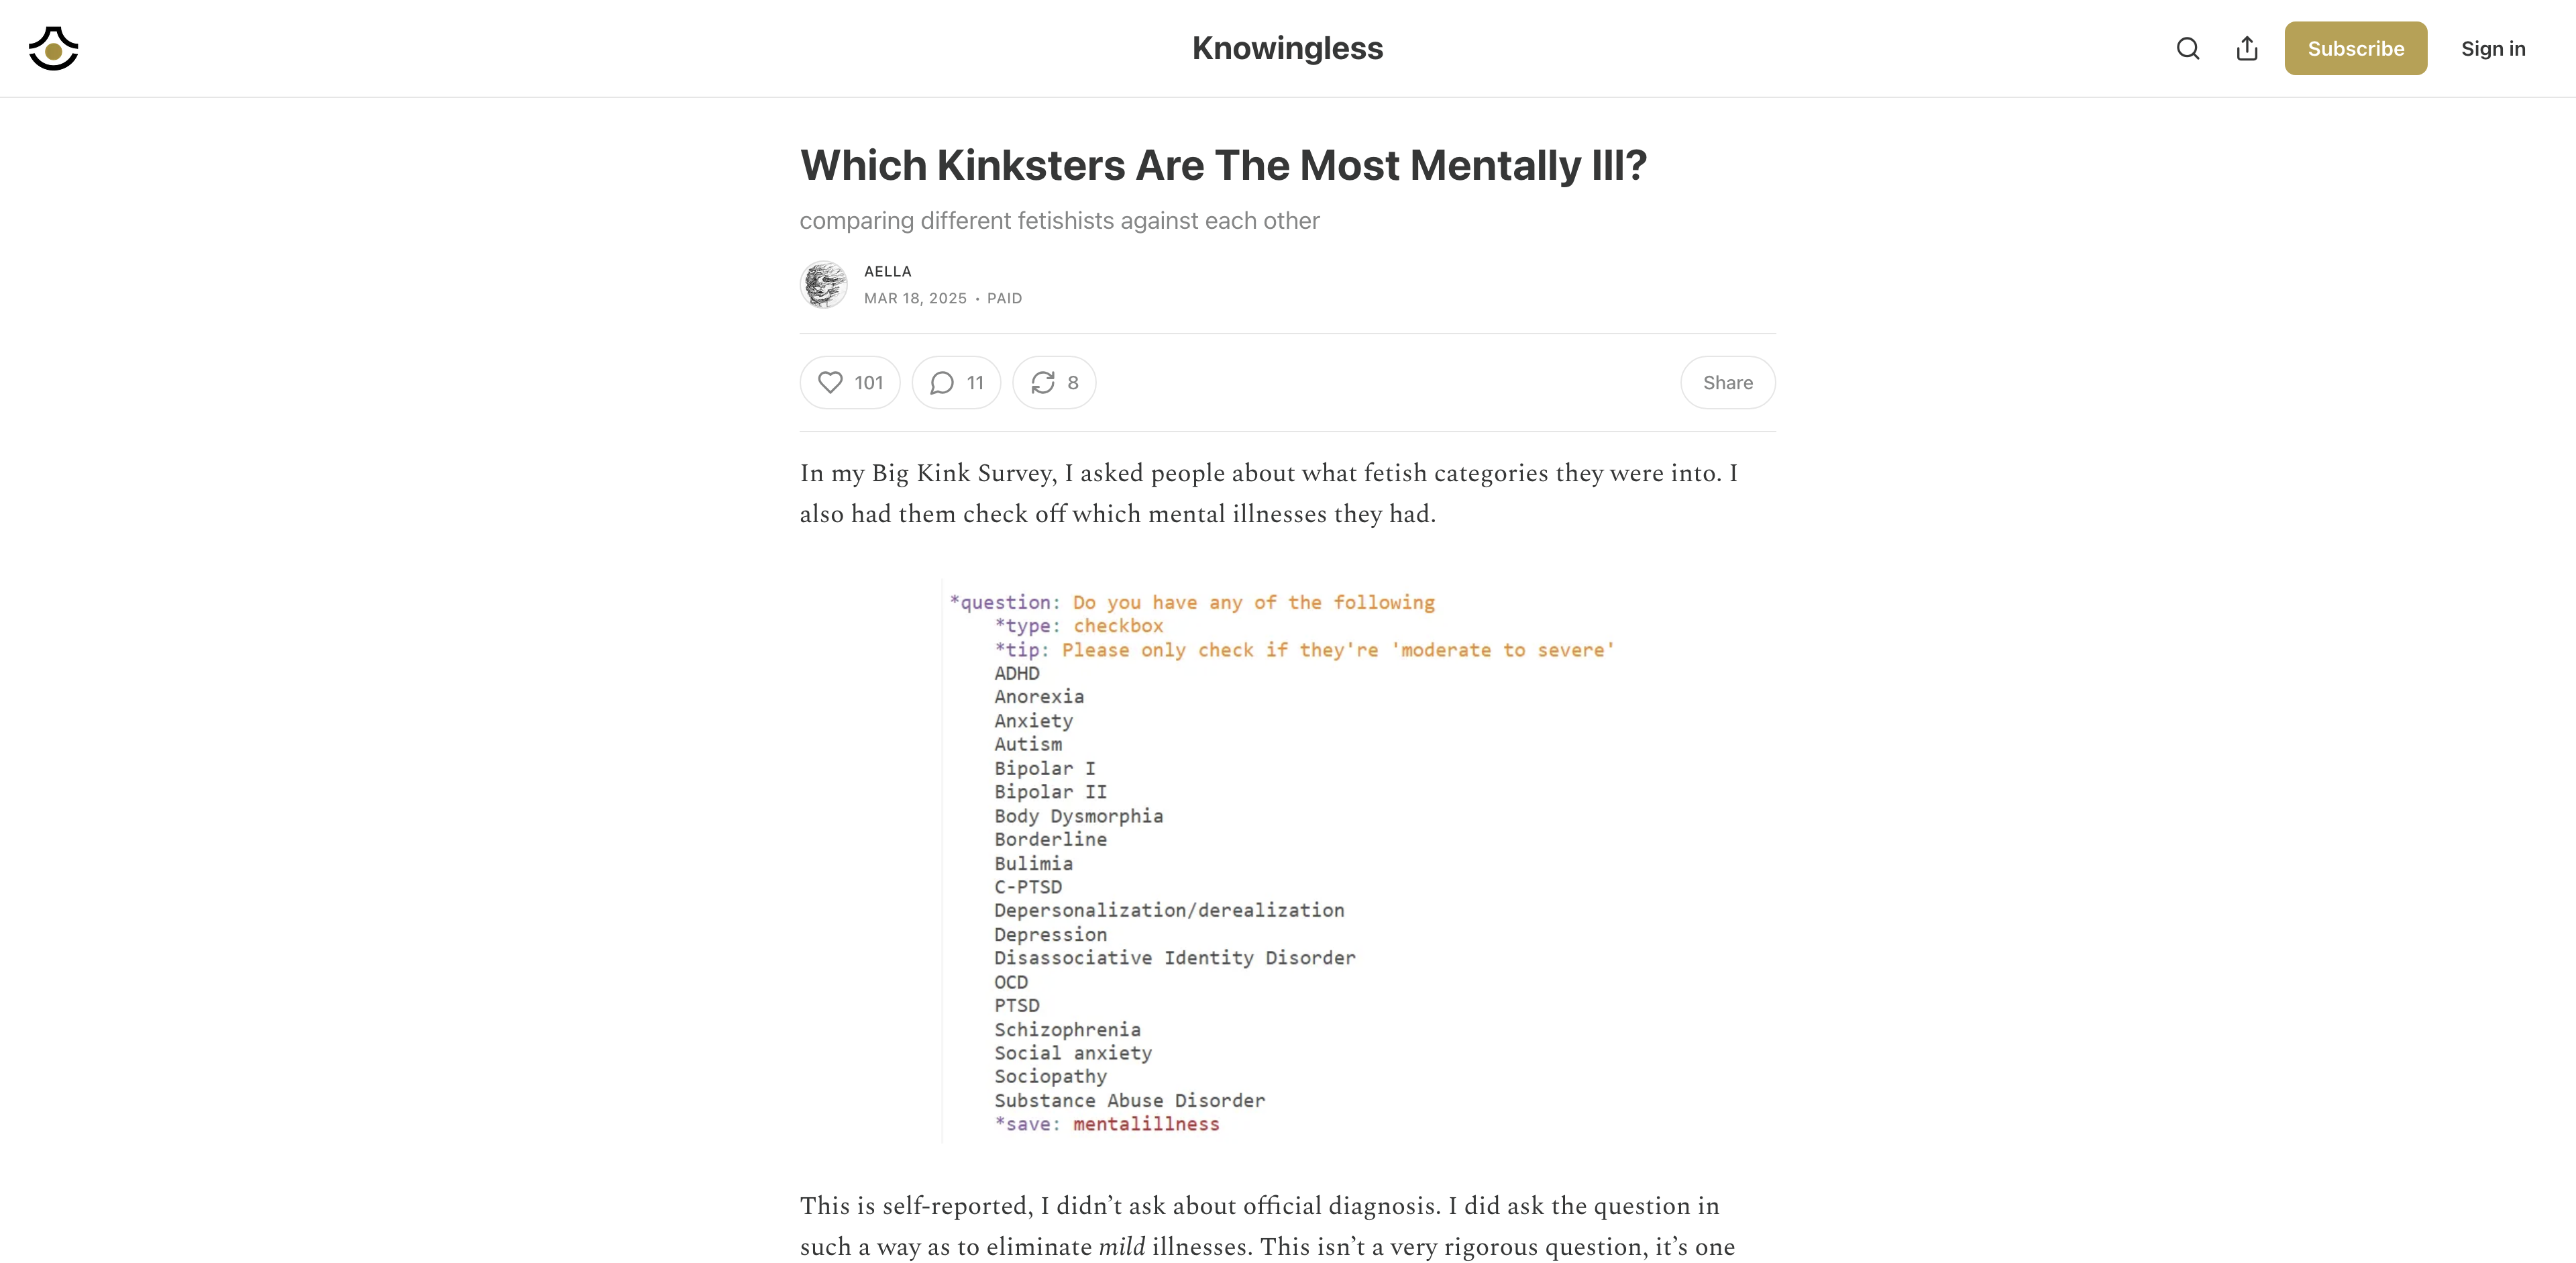 Knowingless
Subscribe
Sign in
Which Kinksters Are The Most Mentally Ill?
comparing different fetishists against each other
AELLA
MAR 18, 2025 • PAID
101
11
8
Share
In my Big Kink Survey, I asked people about what fetish categories they were into. I
also had them check off which mental illnesses they had.
*question: Do you have any of the following
*type: checkbox
*tip: Please only check if they're 'moderate to severe'
ADHD
Anorexia
Anxiety
Autism
Bipolar I
Bipolar II
Body Dysmorphia
Borderline
Bulimia
C-PTSD
Depersonalization/derealization
Depression
Disassociative Identity Disorder
OCD
PTSD
Schizophrenia
Social anxiety
Sociopathy
Substance Abuse Disorder
*save: mentalillness
This is self-reported, I didn’t ask about official diagnosis. I did ask the question in
such a way as to eliminate mild illnesses. This isn’t a very rigorous question, it’s one